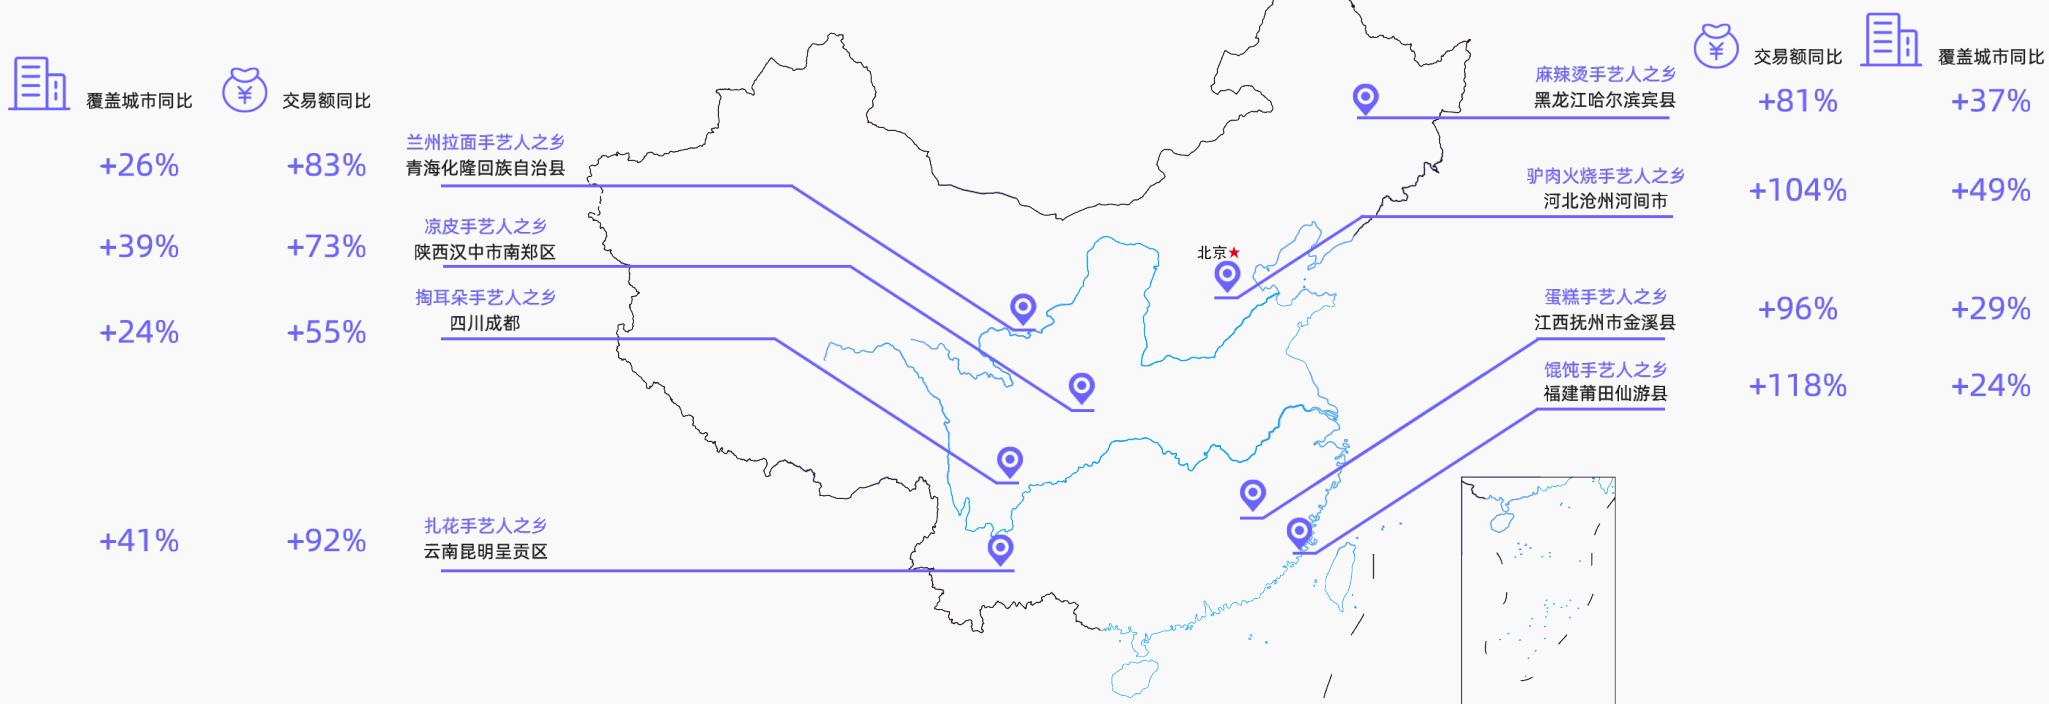 覆盖城市同比 交易额同比
+26% +83% 兰州拉面手艺人之乡
青海化隆回族自治县
+39% +73% 凉皮手艺人之乡
陕西汉中市南郑区
+24% +55% 掏耳朵手艺人之乡
四川成都
+41% +92% 扎花手艺人之乡
云南昆明呈贡区
北京
交易额同比 覆盖城市同比
麻辣烫手艺人之乡
黑龙江哈尔滨宾县 +81% +37%
驴肉火烧手艺人之乡
河北沧州河间市 +104% +49%
蛋糕手艺人之乡
江西抚州市金溪县 +96% +29%
馄饨手艺人之乡
福建莆田仙游县 +118% +24%